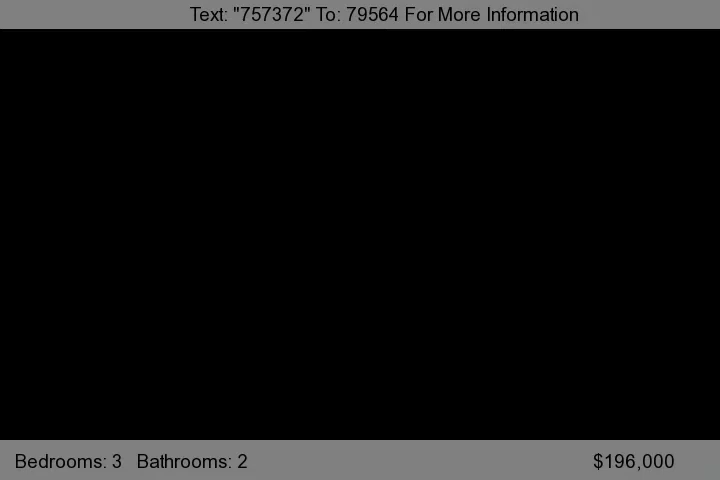 Text: "757372" To: 79564 For More Information
Bedrooms: 3 Bathrooms: 2 $196,000